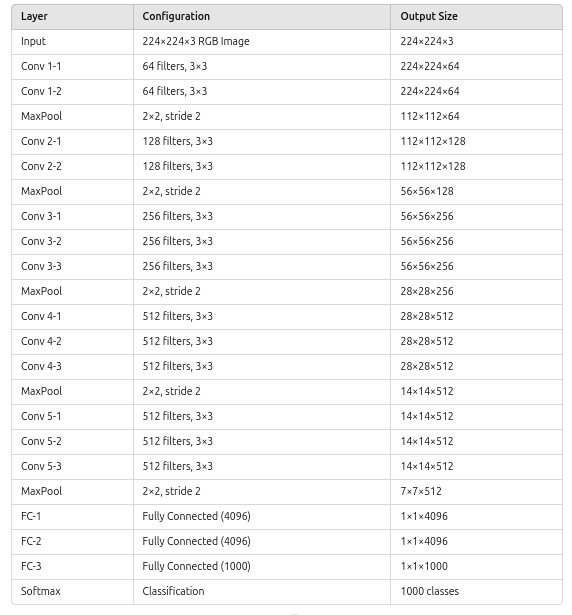 Layer Configuration Output Size
Input 224×224×3 RGB Image 224×224×3
Conv 1-1 64 filters, 3×3 224×224×64
Conv 1-2 64 filters, 3×3 224×224×64
MaxPool 2×2, stride 2 112×112×64
Conv 2-1 128 filters, 3×3 112×112×128
Conv 2-2 128 filters, 3×3 112×112×128
MaxPool 2×2, stride 2 56×56×128
Conv 3-1 256 filters, 3×3 56×56×256
Conv 3-2 256 filters, 3×3 56×56×256
Conv 3-3 256 filters, 3×3 56×56×256
MaxPool 2×2, stride 2 28×28×256
Conv 4-1 512 filters, 3×3 28×28×512
Conv 4-2 512 filters, 3×3 28×28×512
Conv 4-3 512 filters, 3×3 28×28×512
MaxPool 2×2, stride 2 14×14×512
Conv 5-1 512 filters, 3×3 14×14×512
Conv 5-2 512 filters, 3×3 14×14×512
Conv 5-3 512 filters, 3×3 14×14×512
MaxPool 2×2, stride 2 7×7×512
FC-1 Fully Connected (4096) 1×1×4096
FC-2 Fully Connected (4096) 1×1×4096
FC-3 Fully Connected (1000) 1×1×1000
Softmax Classification 1000 classes